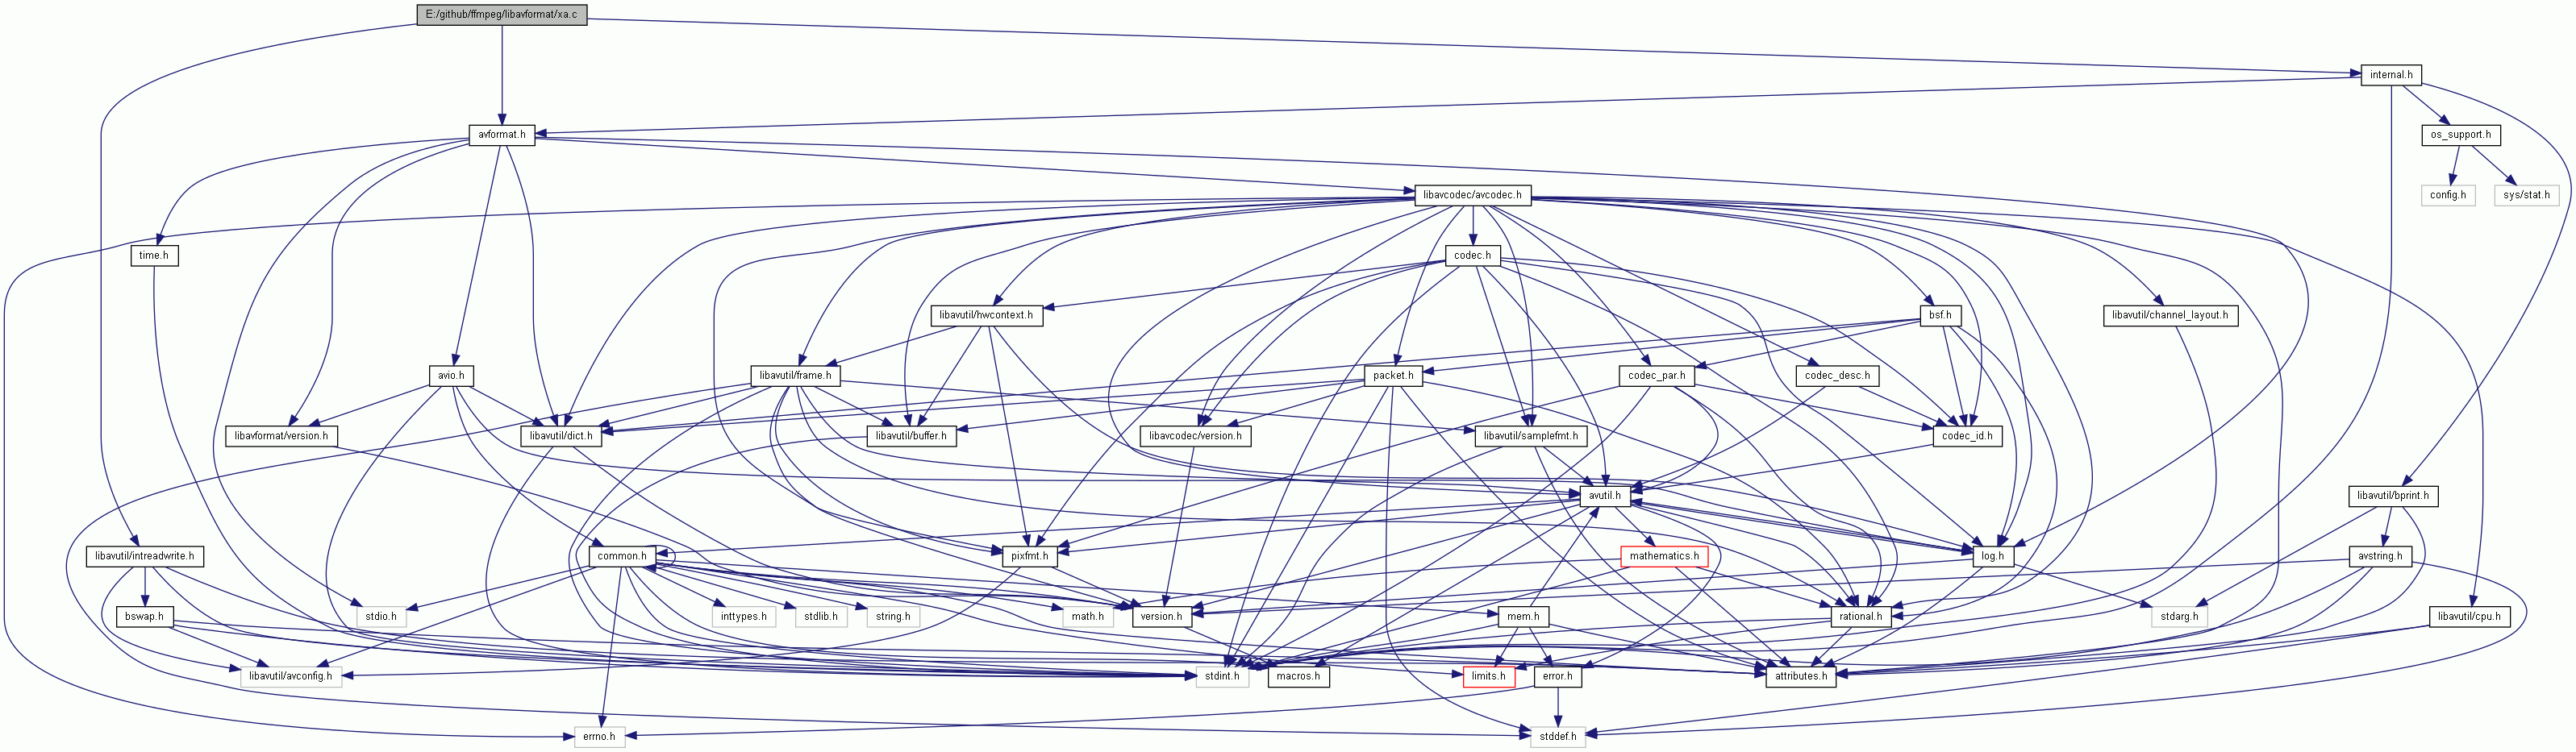 E:/github/ffmpeg/libavformat/xa.c
internal.h
avformat.h
os_support.h
libavcodec/avcodec.h
config.h
sys/stat.h
time.h
codec.h
libavutil/hwcontext.h
bsf.h
libavutil/channel_layout.h
avio.h
libavutil/frame.h
packet.h
codec_par.h
codec_desc.h
libavformat/version.h
libavutil/dict.h
libavutil/buffer.h
libavcodec/version.h
libavutil/samplefmt.h
codec_id.h
avutil.h
libavutil/bprint.h
libavutil/intreadwrite.h
common.h
pixfmt.h
mathematics.h
log.h
avstring.h
bswap.h
stdio.h
inttypes.h
stdlib.h
string.h
math.h
version.h
mem.h
rational.h
stdarg.h
libavutil/cpu.h
libavutil/avconfig.h
stdint.h
macros.h
limits.h
error.h
attributes.h
errno.h
stddef.h